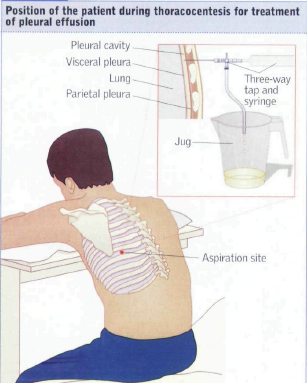 Position of the patient during thoracocentesis for treatment
of pleural effusion
Pleural cavity
Visceral pleura
Lung
Parietal pleura
Three-way
tap and
syringe
Jug
Aspiration site